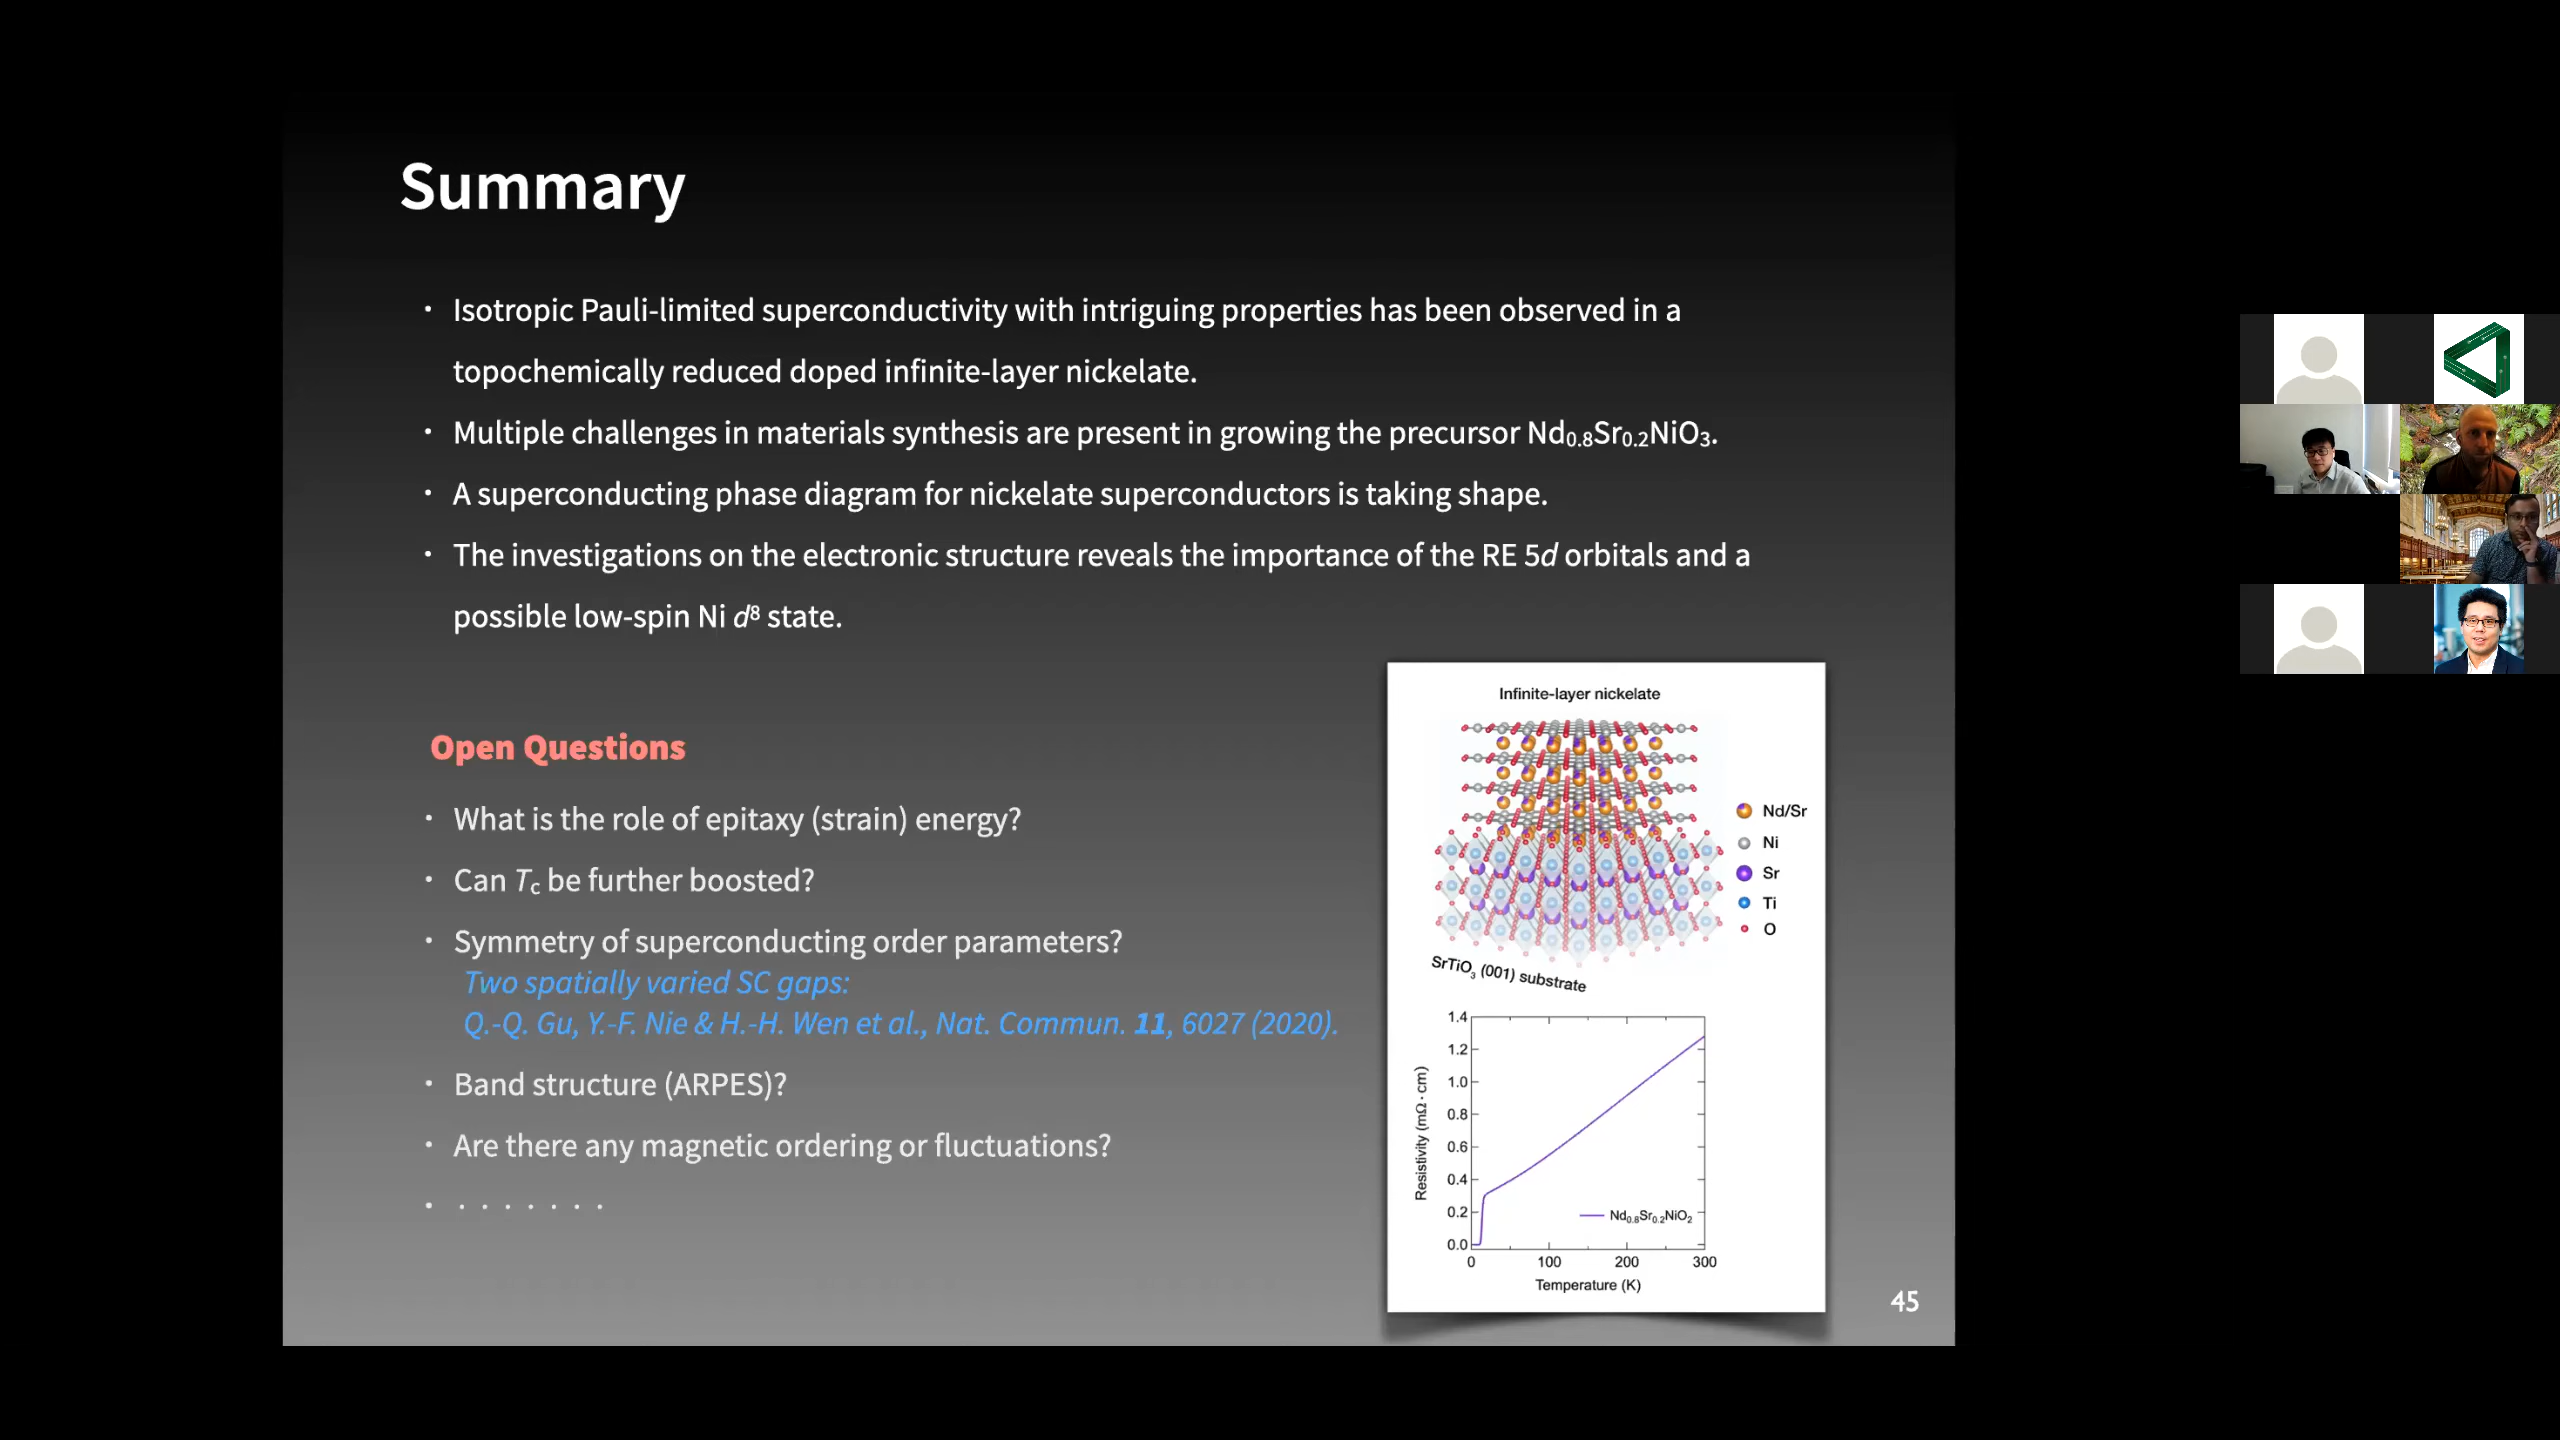 Summary
· Isotropic Pauli-limited superconductivity with intriguing properties has been observed in a
topochemically reduced doped infinite-layer nickelate.
· Multiple challenges in materials synthesis are present in growing the precursor Nd0.8Sr0.2NiO3.
· A superconducting phase diagram for nickelate superconductors is taking shape.
· The investigations on the electronic structure reveals the importance of the RE 5d orbitals and a
possible low-spin Ni d⁸ state.
Open Questions
· What is the role of epitaxy (strain) energy?
· Can Tc be further boosted?
· Symmetry of superconducting order parameters?
Two spatially varied SC gaps:
Q.-Q. Gu, Y.-F. Nie & H.-H. Wen et al., Nat. Commun. 11, 6027 (2020).
· Band structure (ARPES)?
· Are there any magnetic ordering or fluctuations?
· · · · · · · ·
Infinite-layer nickelate
Nd/Sr
Ni
Sr
Ti
O
SrTiO3 (001) substrate
1.4
1.2
1.0
0.8
0.6
0.4
0.2
0.0
Resistivity (mΩ · cm)
Nd0.8Sr0.2NiO2
0 100 200 300
Temperature (K)
45